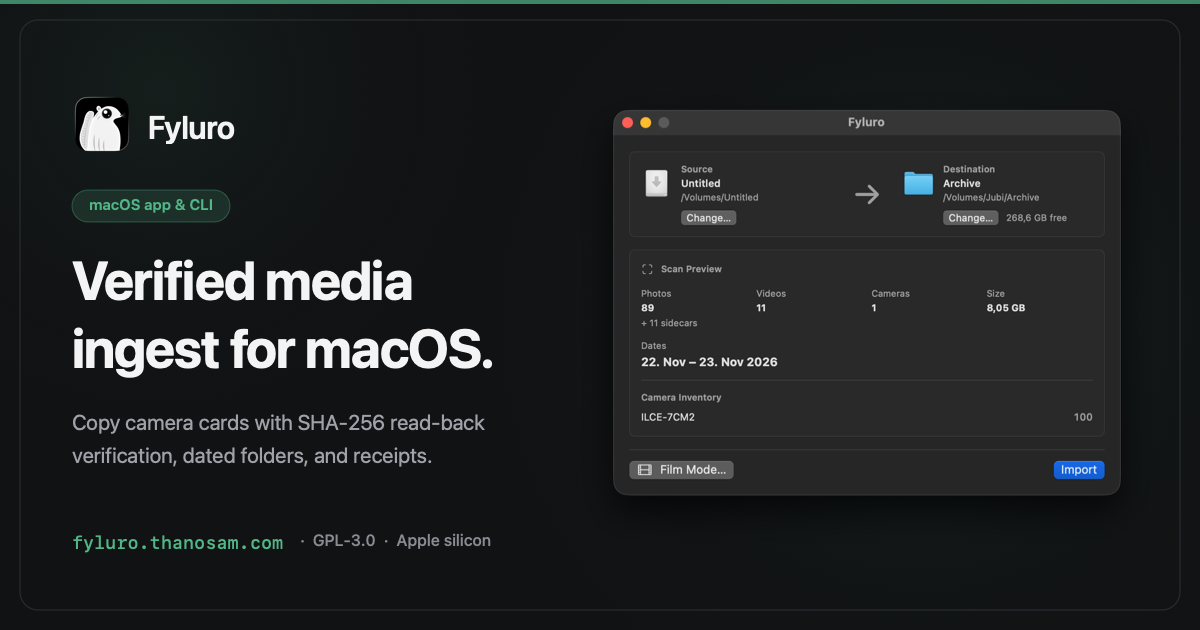 Fyluro
macOS app & CLI
Verified media
ingest for macOS.
Copy camera cards with SHA-256 read-back
verification, dated folders, and receipts.
fyluro.thanosam.com · GPL-3.0 · Apple silicon
Fyluro
Source
Untitled
/Volumes/Untitled
Change...
Destination
Archive
/Volumes/Jubi/Archive
Change... 268,6 GB free
Scan Preview
Photos Videos Cameras Size
89 11 1 8,05 GB
+ 11 sidecars
Dates
22. Nov – 23. Nov 2026
Camera Inventory
ILCE-7CM2 100
Film Mode... Import